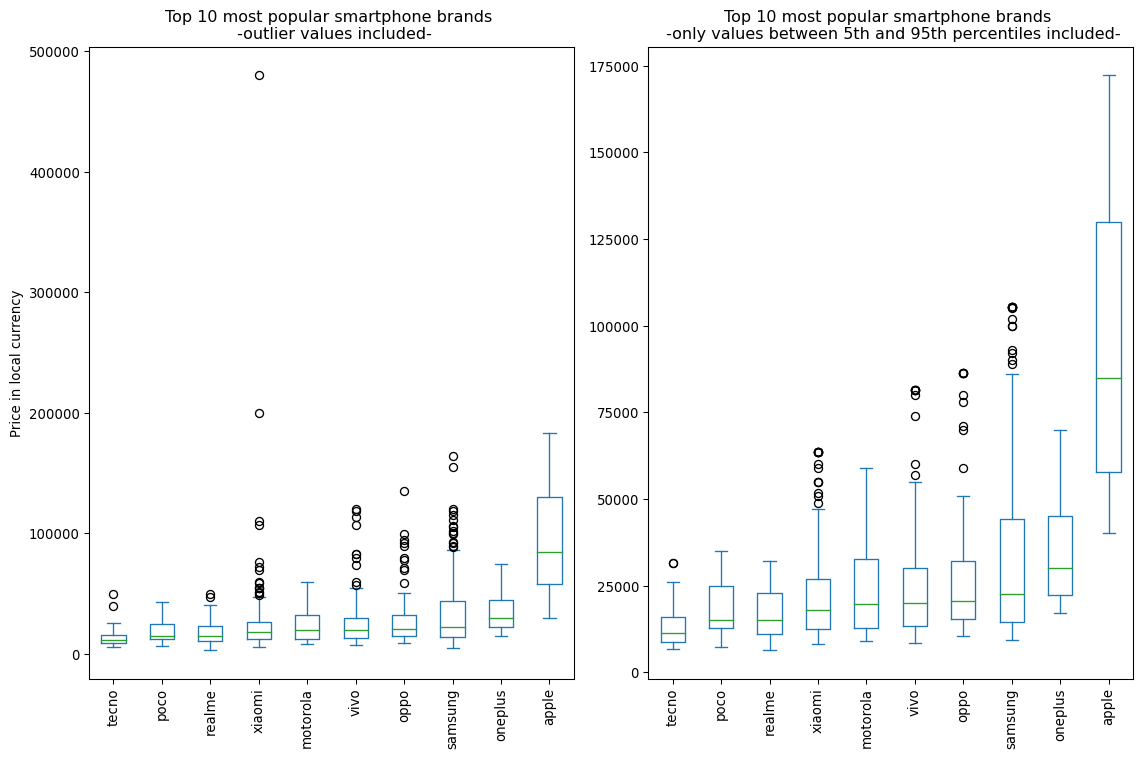 Top 10 most popular smartphone brands
-outlier values included-
500000
400000
300000
200000
100000
0
Price in local currency
tecno
poco
realme
xiaomi
motorola
vivo
oppo
samsung
oneplus
apple
Top 10 most popular smartphone brands
-only values between 5th and 95th percentiles included-
175000
150000
125000
100000
75000
50000
25000
0
tecno
poco
realme
xiaomi
motorola
vivo
oppo
samsung
oneplus
apple